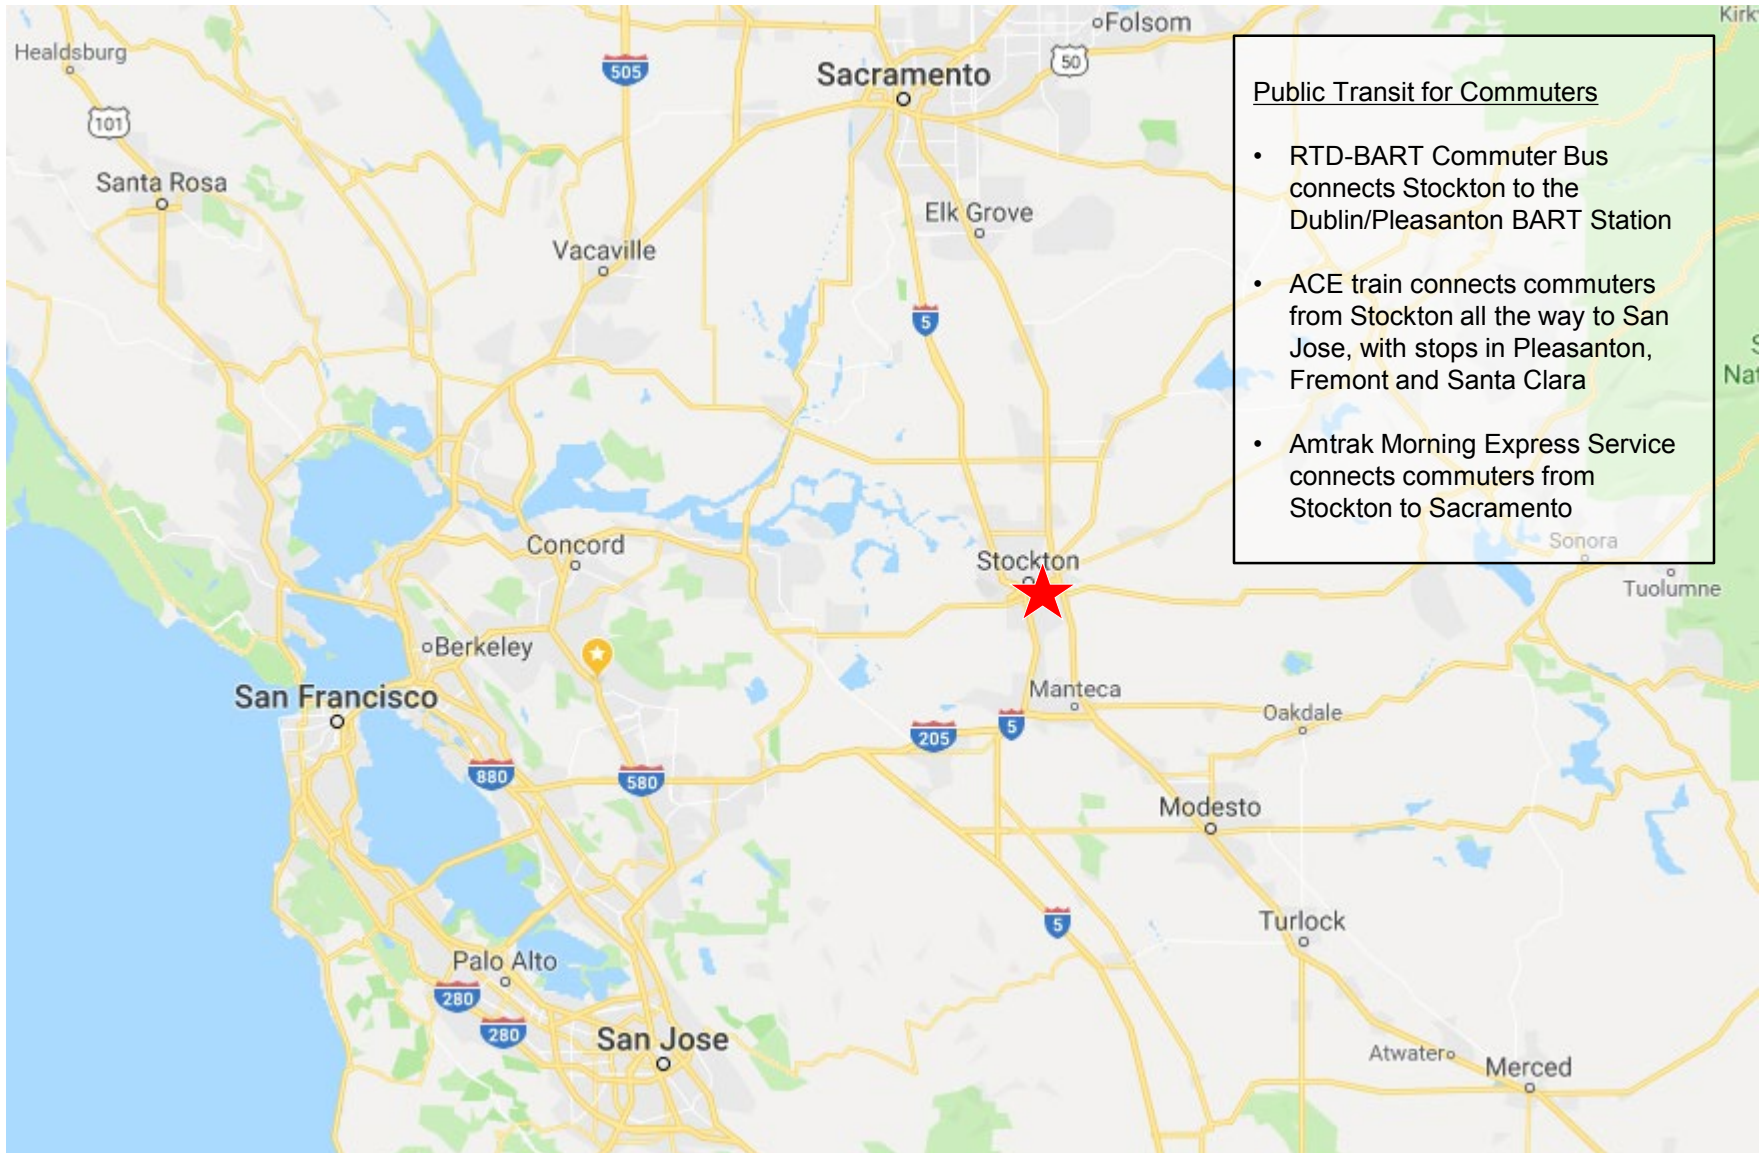 Folsom
Kirk
Healdsburg
505
50
Sacramento
101
Public Transit for Commuters
• RTD-BART Commuter Bus
connects Stockton to the
Dublin/Pleasanton BART Station
• ACE train connects commuters
from Stockton all the way to San
Jose, with stops in Pleasanton,
Fremont and Santa Clara
• Amtrak Morning Express Service
connects commuters from
Stockton to Sacramento
Santa Rosa
Elk Grove
Vacaville
5
S
Nat
Concord
Stockton
Sonora
Tuolumne
Berkeley
San Francisco
Manteca
Oakdale
205
5
880
580
Modesto
Turlock
5
Palo Alto
280
280
San Jose
Atwater
Merced